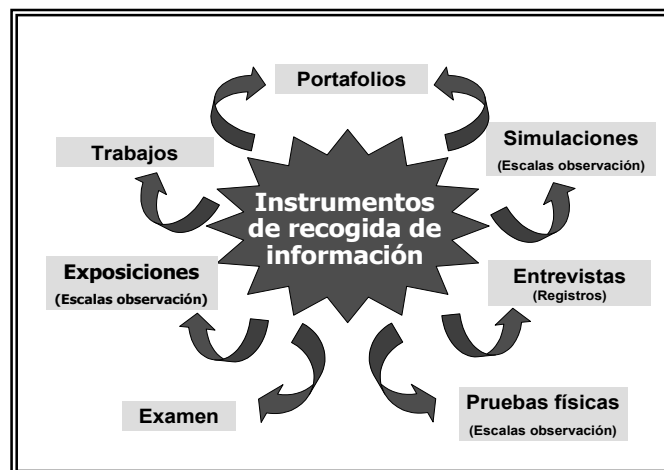 Portafolios
Simulaciones
(Escalas observación)
Trabajos
Instrumentos
de recogida de
información
Exposiciones
(Escalas observación)
Entrevistas
(Registros)
Examen
Pruebas físicas
(Escalas observación)